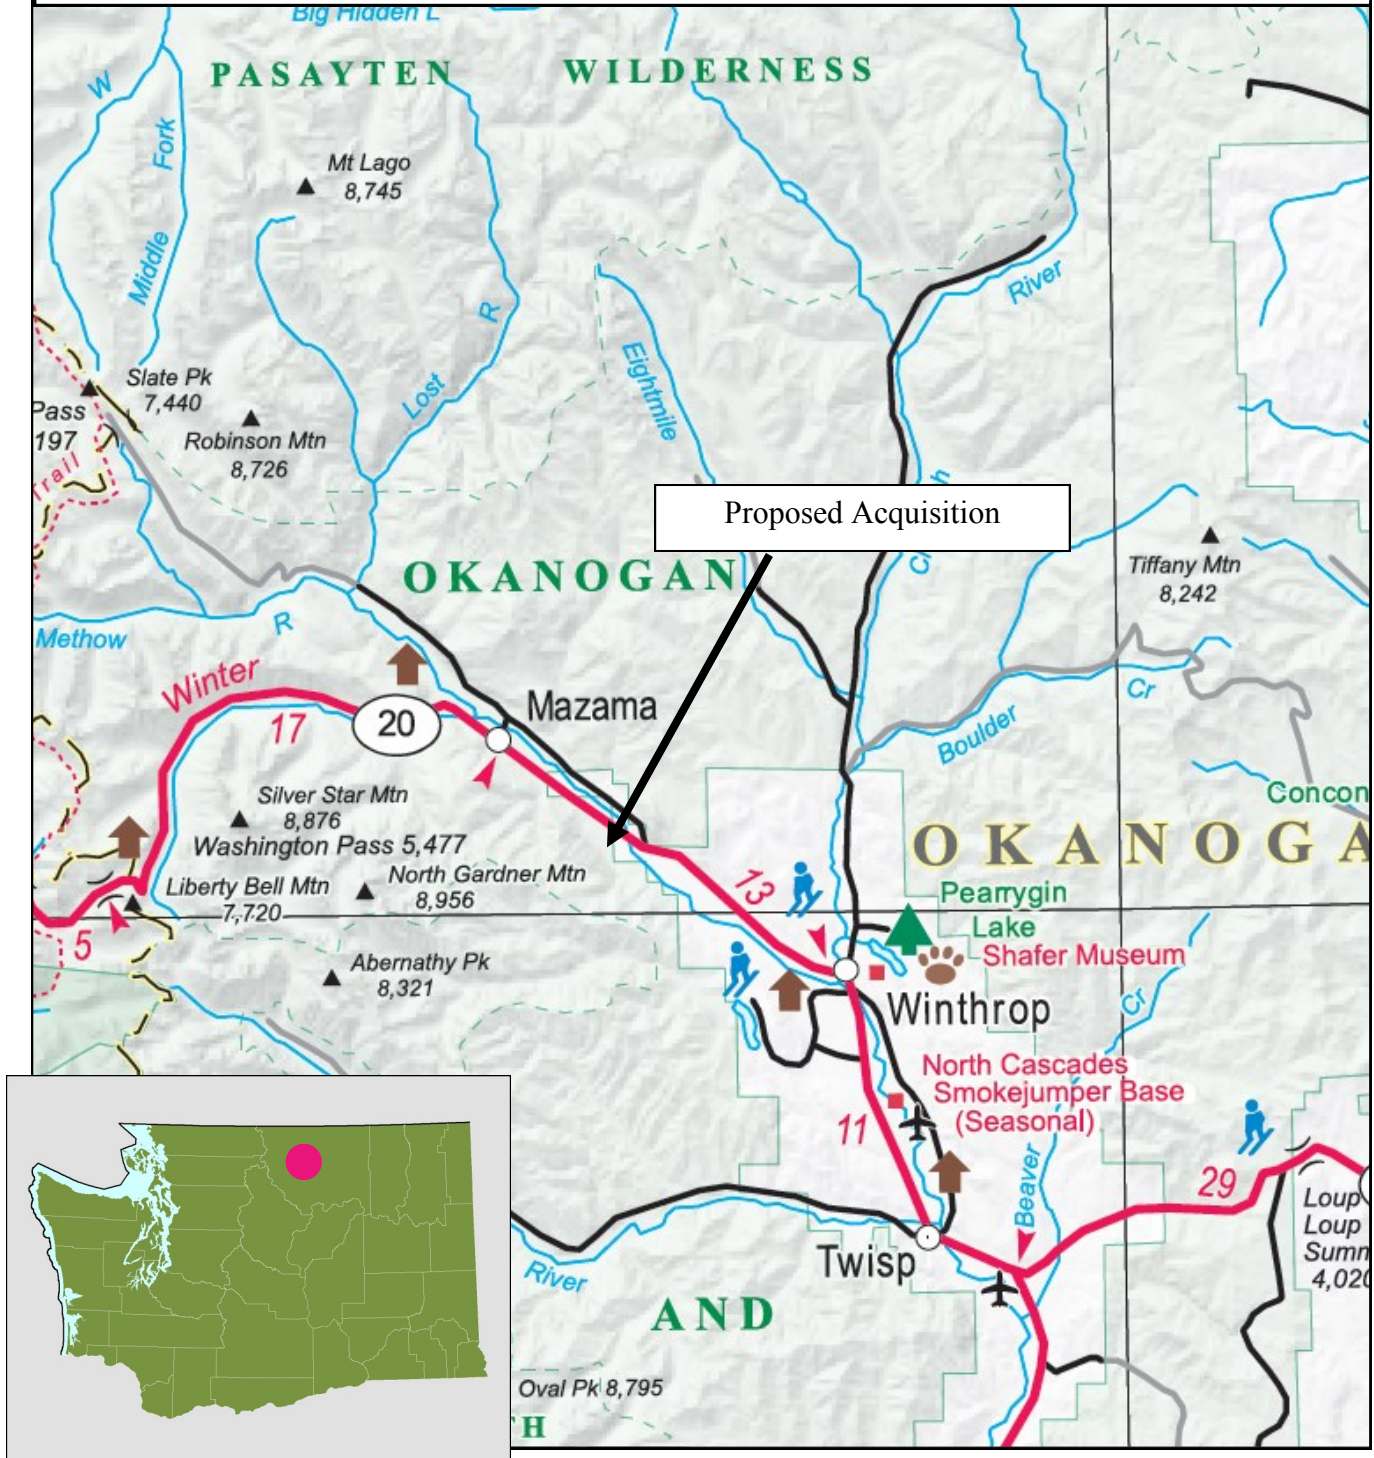 Big Hidden L
PASAYTEN WILDERNESS
W
Middle Fork
Mt Lago
8,745
R
Lost
River
Eightmile
Slate Pk
7,440
Pass
197
Trail
Robinson Mtn
8,726
Proposed Acquisition
OKANOGAN
Tiffany Mtn
8,242
Methow
R
Winter
17
20
Mazama
Boulder
Cr
Concon
Silver Star Mtn
8,876
Washington Pass 5,477
OKANOGA
Liberty Bell Mtn
7,720
North Gardner Mtn
8,956
13
Pearrygin
Lake
5
Shafer Museum
Abernathy Pk
8,321
Winthrop
Cr
North Cascades
Smokejumper Base
(Seasonal)
11
Beaver
29
Loup
Loup
Summ
4,020
Twisp
River
AND
Oval Pk 8,795
TH